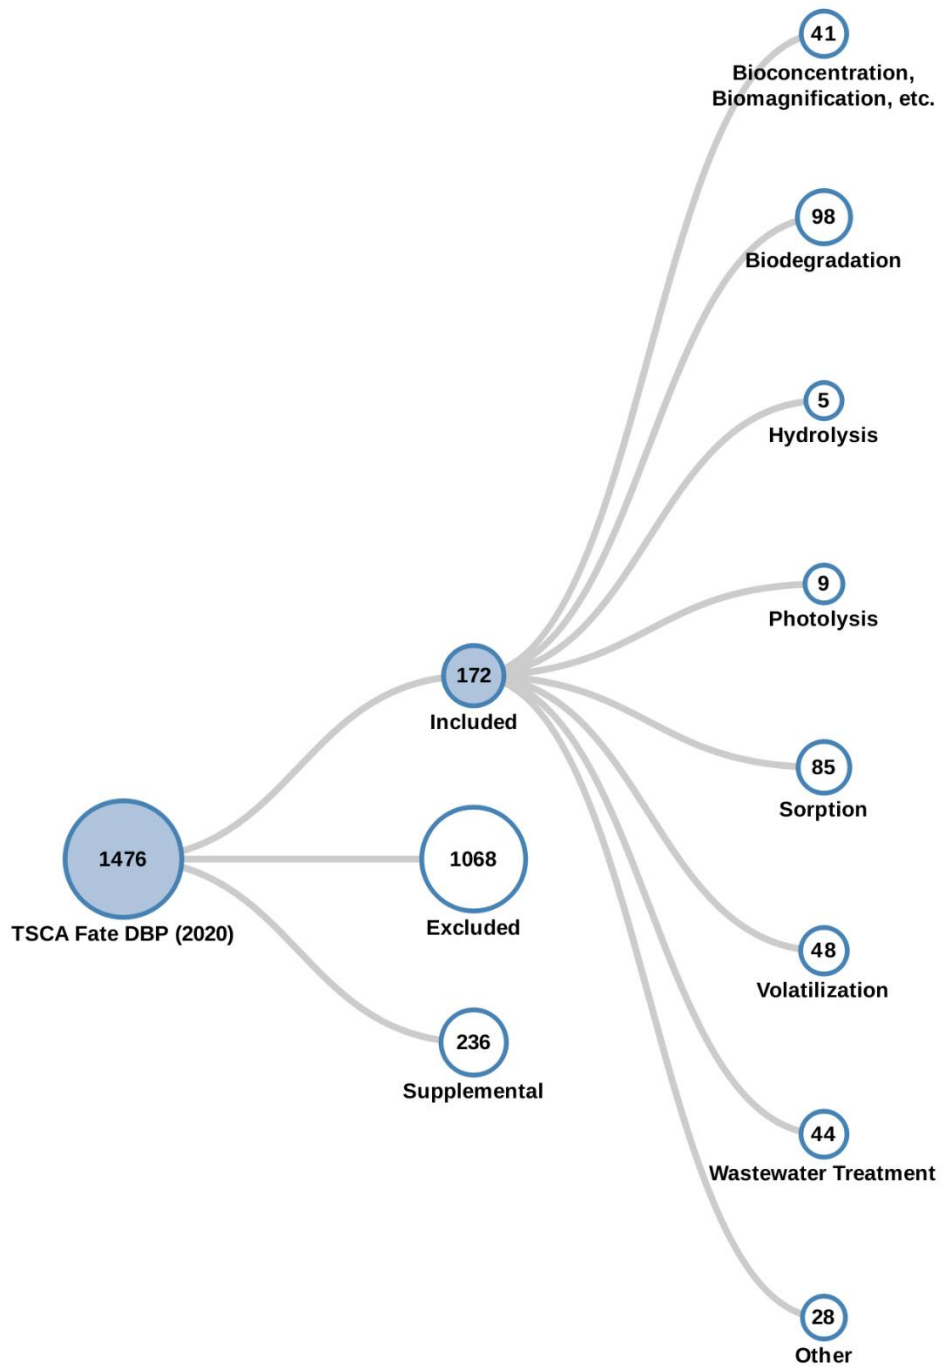 41
Bioconcentration,
Biomagnification, etc.
98
Biodegradation
5
Hydrolysis
9
Photolysis
172
Included
85
Sorption
1476
TSCA Fate DBP (2020)
1068
Excluded
48
Volatilization
236
Supplemental
44
Wastewater Treatment
28
Other